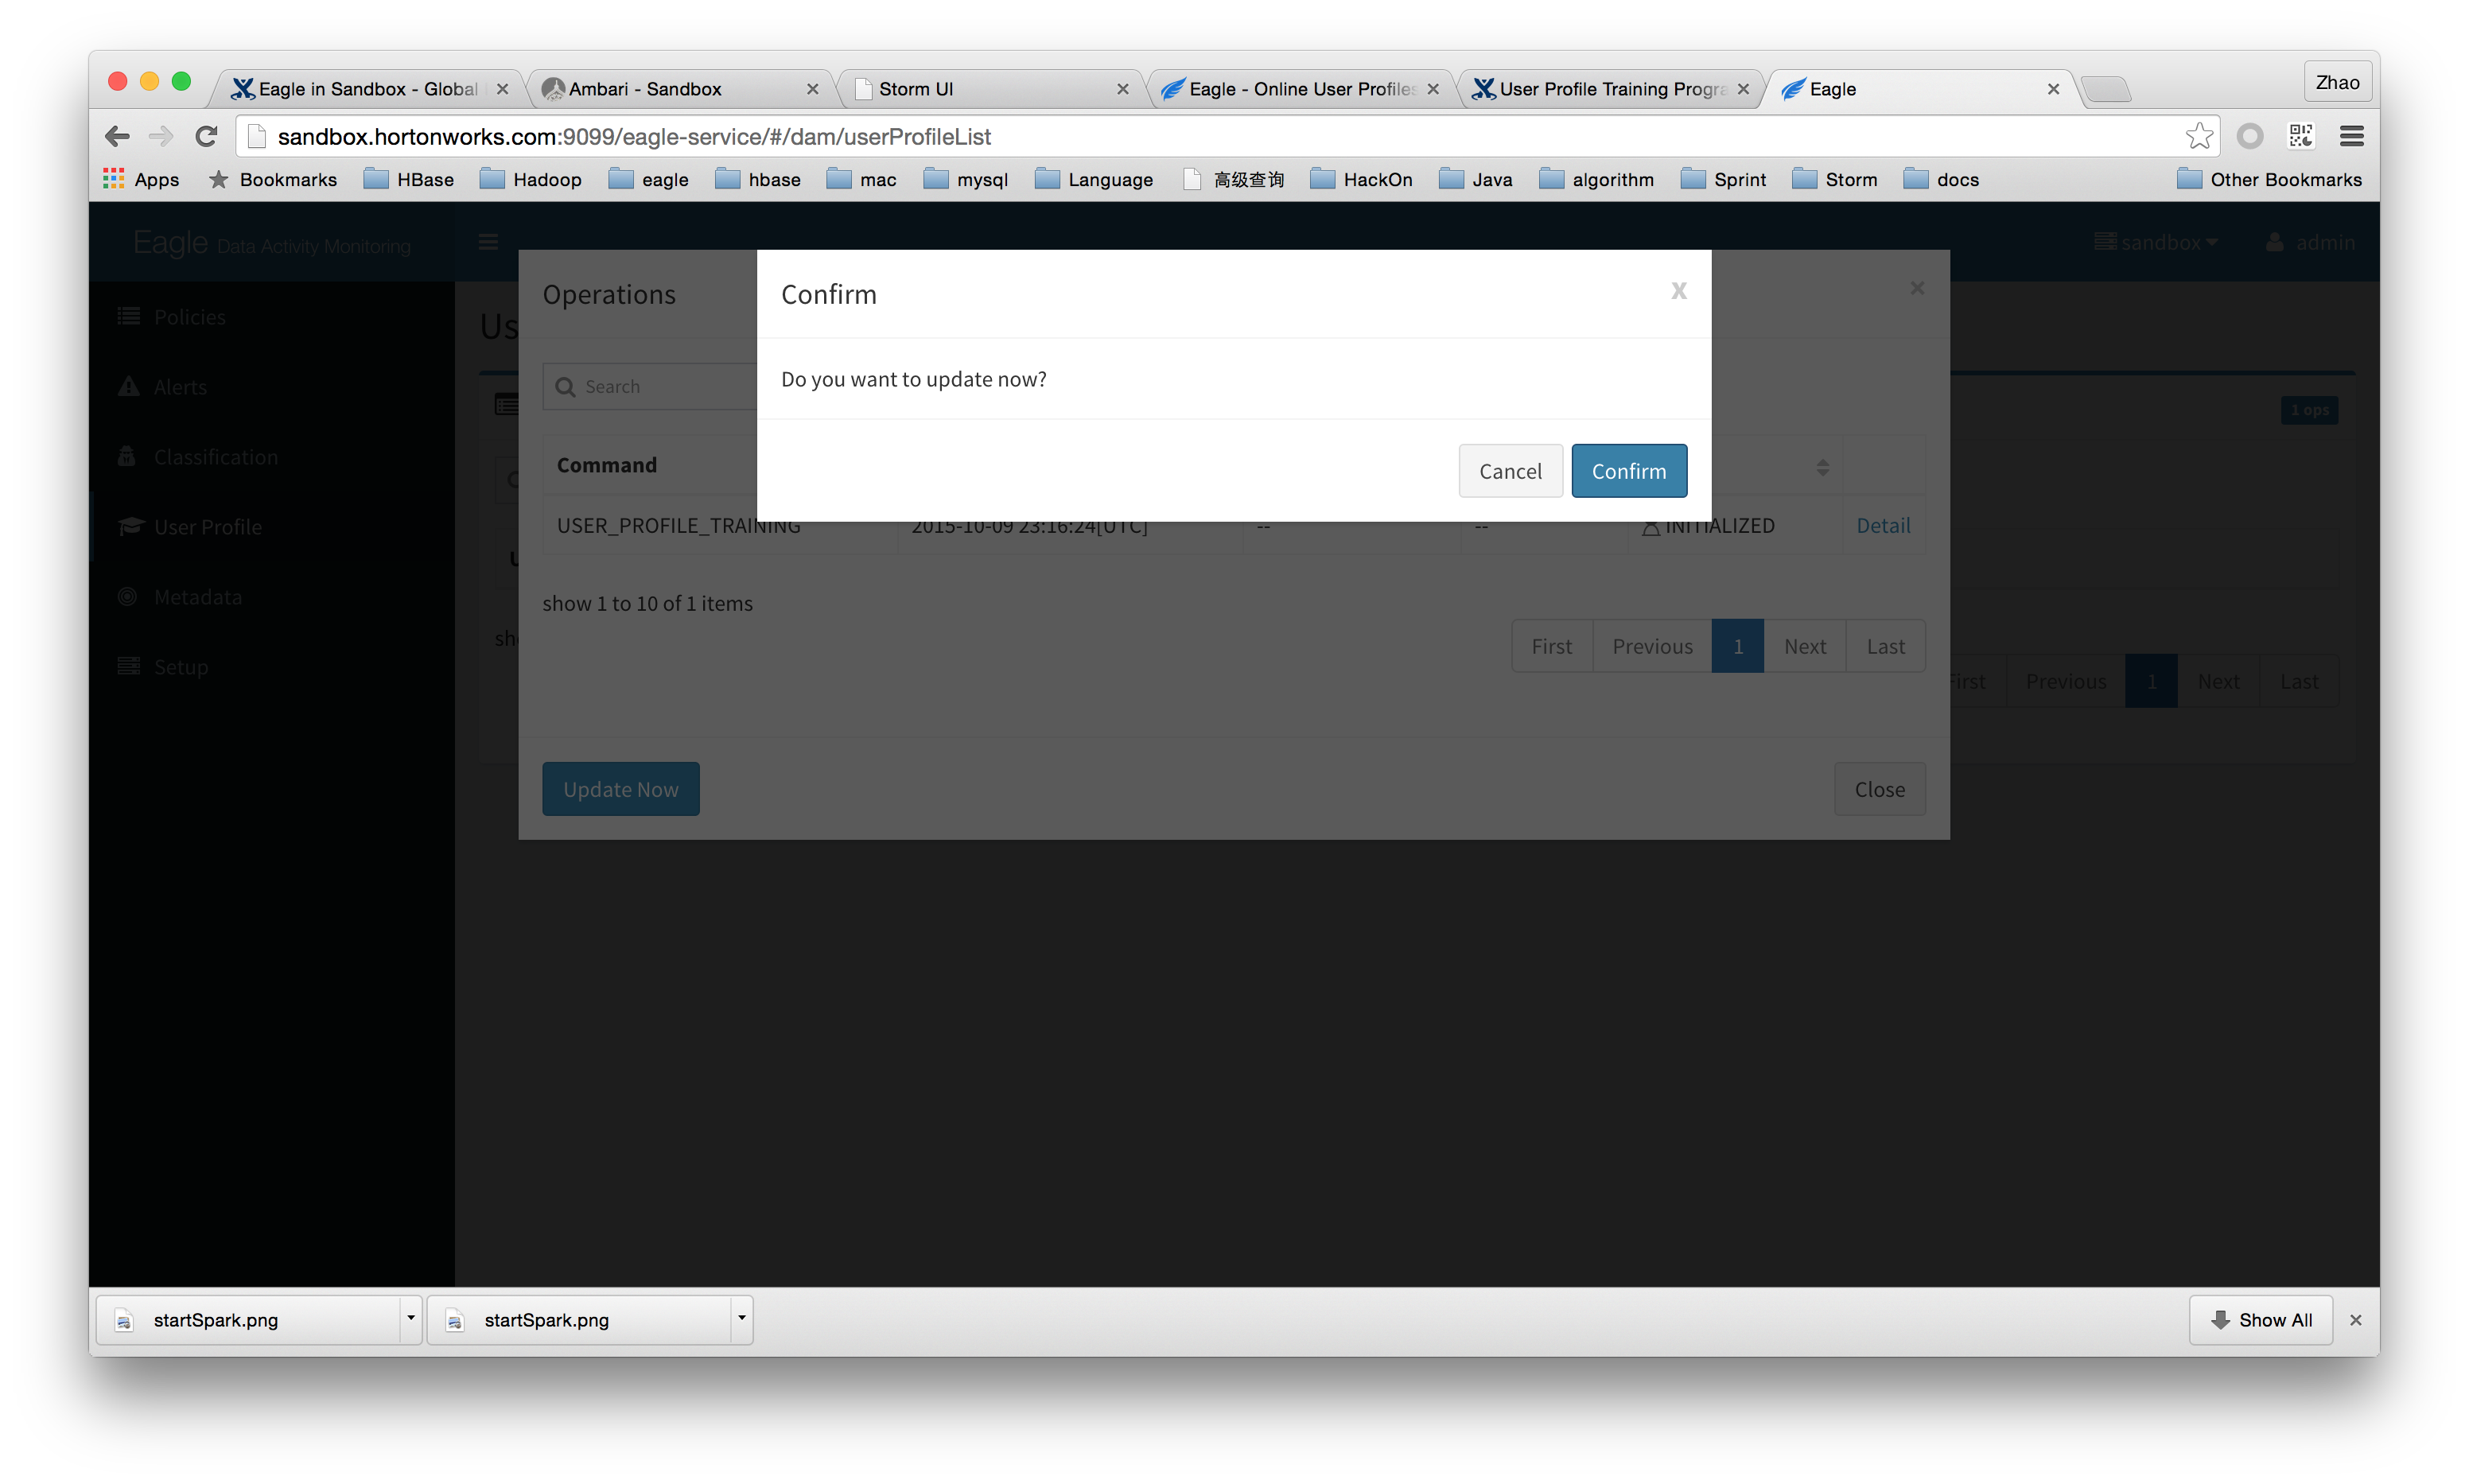 Eagle in Sandbox - Global
Ambari - Sandbox
Storm UI
Eagle - Online User Profiles
User Profile Training Progra
Eagle
Zhao
sandbox.hortonworks.com:9099/eagle-service/#/dam/userProfileList
Apps
Bookmarks
HBase
Hadoop
eagle
hbase
mac
mysql
Language
高级查询
HackOn
Java
algorithm
Sprint
Storm
docs
Other Bookmarks
Eagle Data Activity Monitoring
sandbox
admin
Policies
Alerts
Classification
User Profile
Metadata
Setup
Us
Operations
Confirm
x
Search
Do you want to update now?
1 ops
Cancel
Confirm
Command
USER_PROFILE_TRAINING
2015-10-09 23:16:24[UTC]
--
--
INITIALIZED
Detail
show 1 to 10 of 1 items
sh
First
Previous
1
Next
Last
First
Previous
1
Next
Last
Update Now
Close
startSpark.png
startSpark.png
Show All